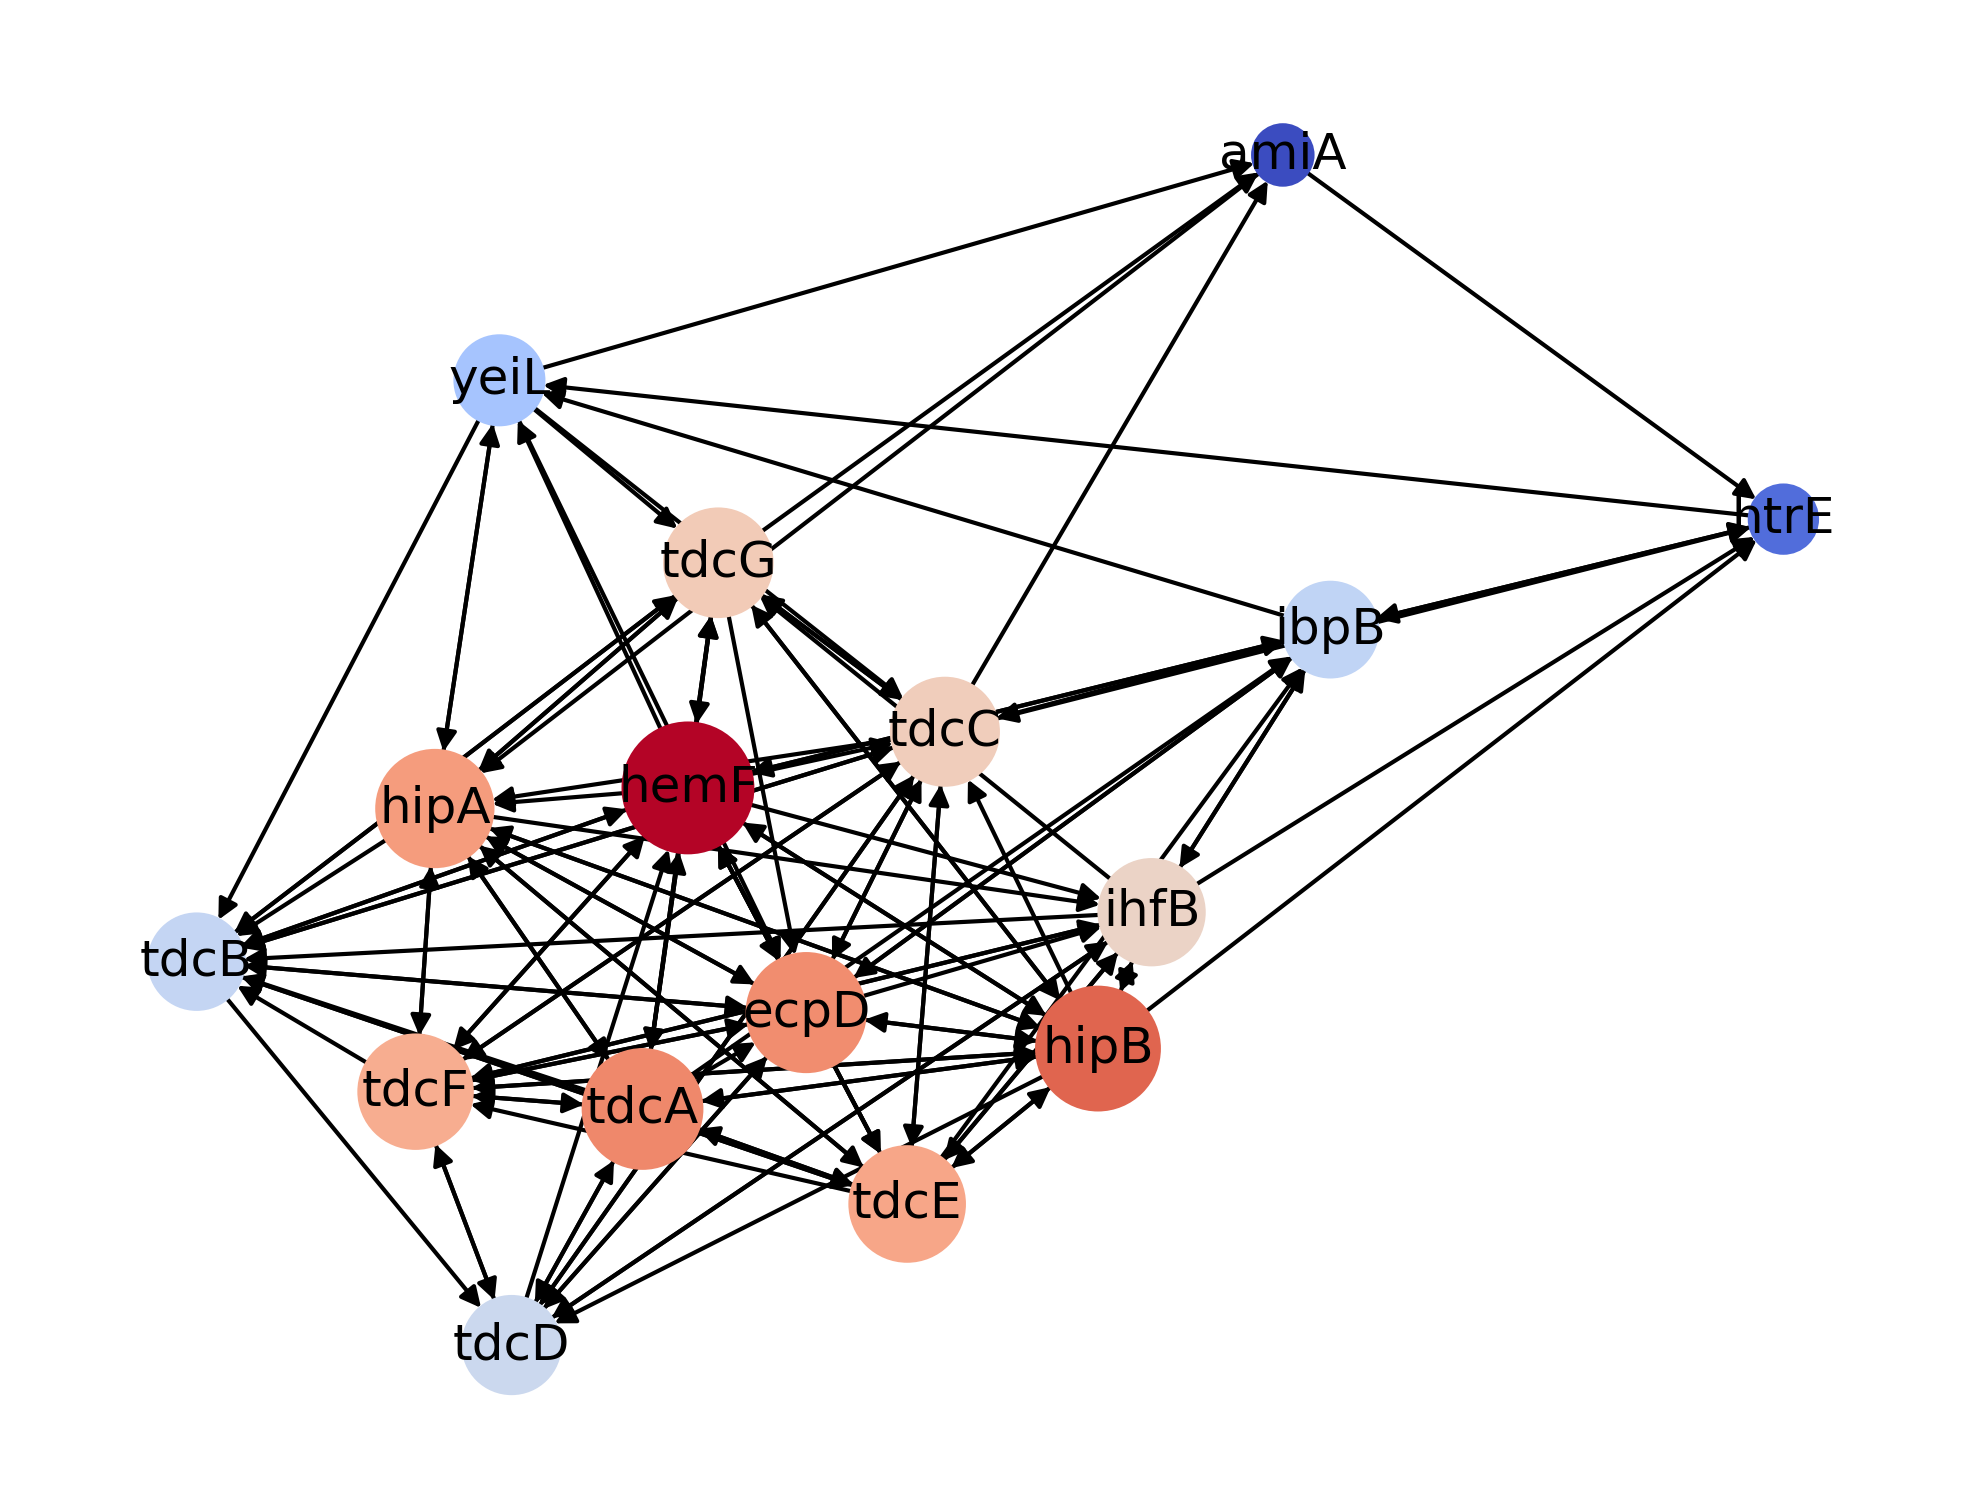 amiA
yeiL
htrE
tdcG
ibpB
tdcC
hemF
hipA
ihfB
tdcB
ecpD
hipB
tdcF
tdcA
tdcE
tdcD